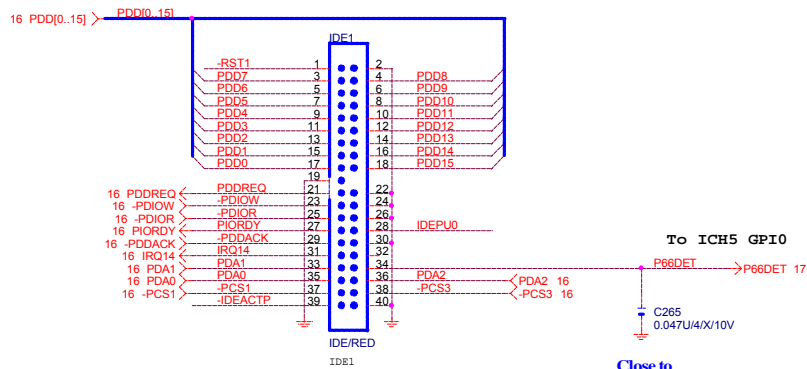 16 PDD[0..15] PDD[0..15]
IDE1
-RST1 1 2
PDD7 3 4 PDD8
PDD6 5 6 PDD9
PDD5 7 8 PDD10
PDD4 9 10 PDD11
PDD3 11 12 PDD12
PDD2 13 14 PDD13
PDD1 15 16 PDD14
PDD0 17 18 PDD15
19
16 PDDREQ PDDREQ 21 22
16 -PDIOW -PDIOW 23 24
16 -PDIOR -PDIOR 25 26
16 PIORDY PIORDY 27 28 IDEPU0
16 -PDDACK -PDDACK 29 30
16 IRQ14 IRQ14 31 32
To ICH5 GPI0
16 PDA1 PDA1 33 34 P66DET P66DET 17
16 PDA0 PDA0 35 36 PDA2 PDA2 16
16 -PCS1 -PCS1 37 38 -PCS3 -PCS3 16
-IDEACTP 39 40
C265
0.047U/4/X/10V
IDE/RED
IDE1
Close to